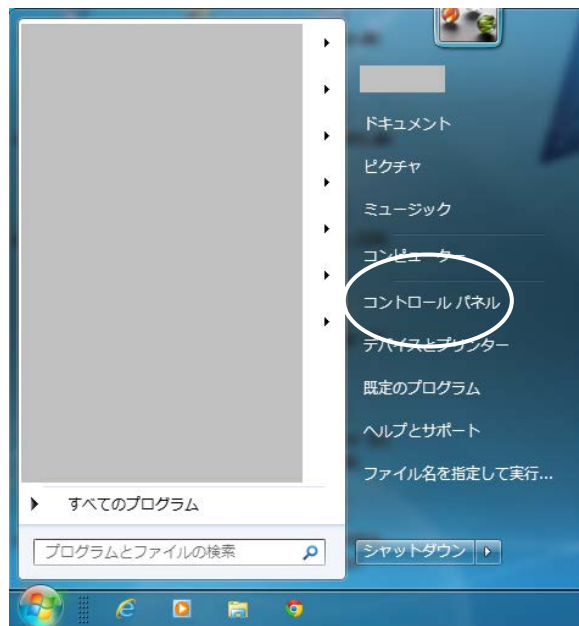 ドキュメント
ピクチャ
ミュージック
コンピューター
コントロール パネル
デバイスとプリンター
既定のプログラム
ヘルプとサポート
ファイル名を指定して実行...
すべてのプログラム
プログラムとファイルの検索
シャットダウン